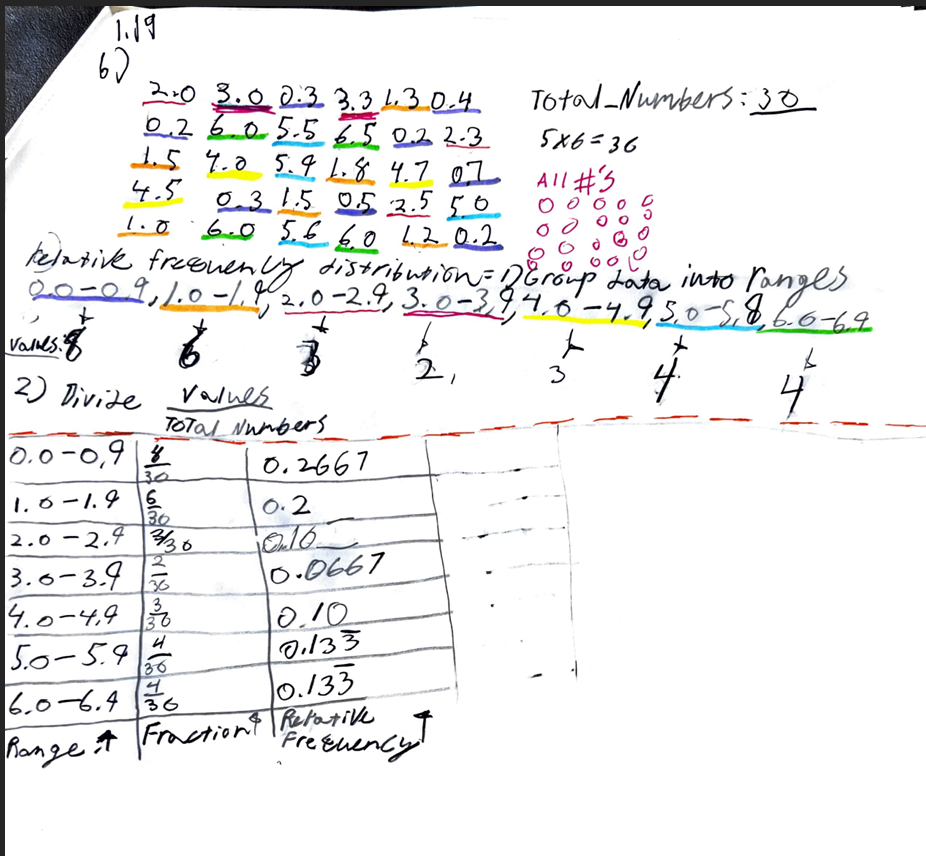 1.19
6)
2.0 3.0 0.3 3.3 1.3 0.4
0.2 6.0 5.5 6.5 0.2 2.3
1.5 4.0 5.9 1.8 4.7 0.7
4.5 0.3 1.5 0.5 2.5 5.0
1.0 6.0 5.6 6.0 1.2 0.2
Total_Numbers: 30
5x6=30
All #'s
Relative frequency distribution = 1) Group data into ranges
0.0-0.9, 1.0-1.9, 2.0-2.9, 3.0-3.9, 4.0-4.9, 5.0-5.8, 6.0-6.9
values: 8 6 3 2, 3 4 4
2) Divide values
Total Numbers
0.0-0.9 8/30 0.2667
1.0-1.9 6/30 0.2
2.0-2.9 3/30 0.10
3.0-3.9 2/30 0.0667
4.0-4.9 3/30 0.10
5.0-5.9 4/30 0.133̅
6.0-6.9 4/30 0.133̅
Range: ↑ Fraction ↑ Relative Frequency ↑